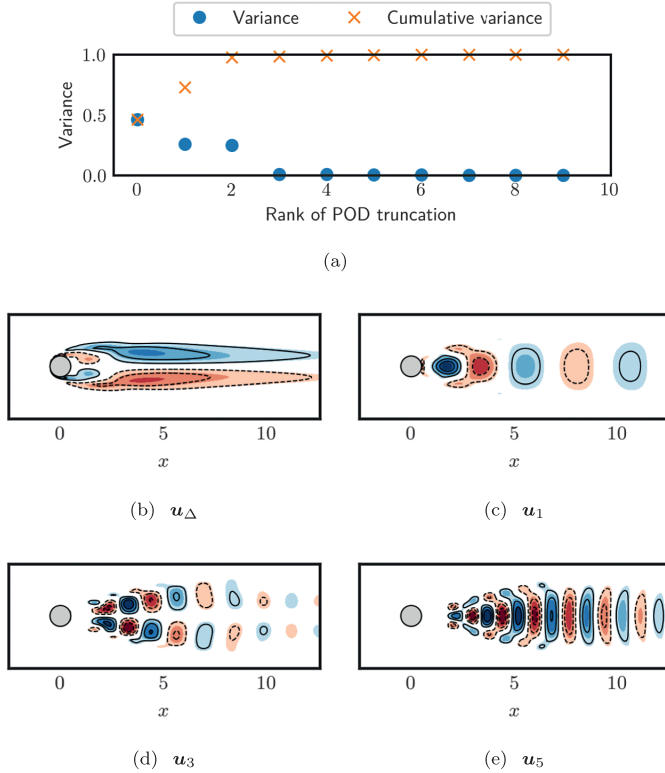 Variance Cumulative variance
1.0
0.5
0.0
Variance
0 2 4 6 8 10
Rank of POD truncation
(a)
0 5 10 0 5 10
x x
(b) u_Δ (c) u_1
0 5 10 0 5 10
x x
(d) u_3 (e) u_5